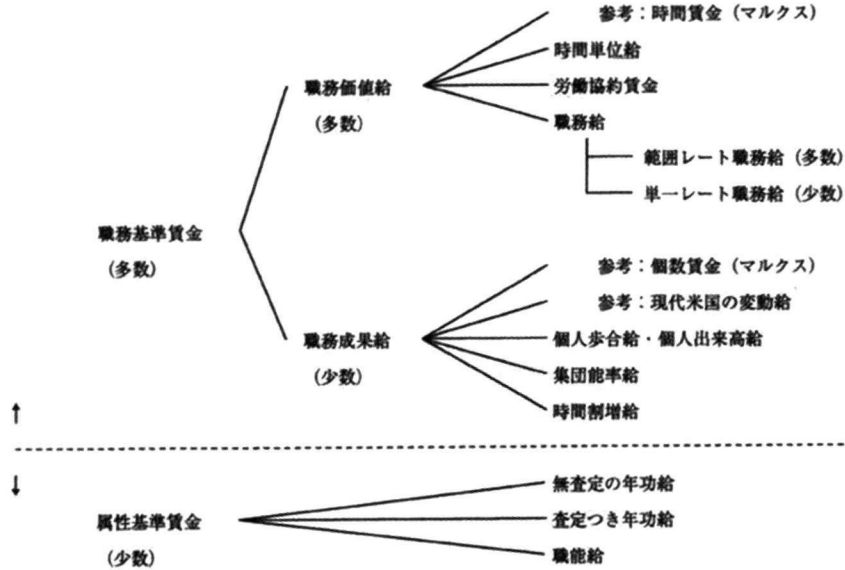 参考:時間賃金(マルクス)
時間単位給
職務価値給
労働協約賃金
(多数)
職務給
範囲レート職務給(多数)
単一レート職務給(少数)
職務基準賃金
(多数)
参考:個数賃金(マルクス)
参考:現代米国の変動給
職務成果給
個人歩合給・個人出来高給
(少数)
集団能率給
時間割増給
↑
↓
無査定の年功給
属性基準賃金
査定つき年功給
(少数)
職能給